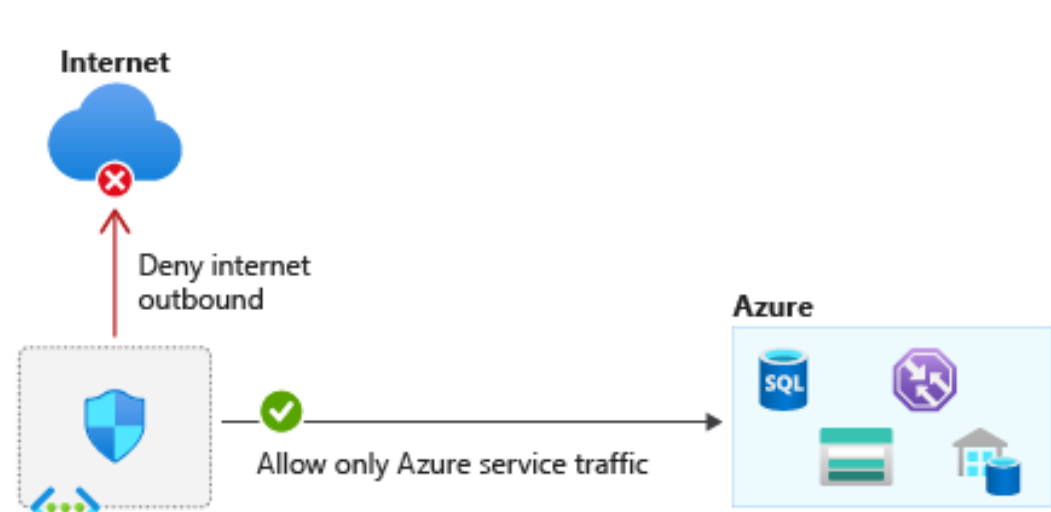 Internet
Deny internet
outbound
Azure
SQL
Allow only Azure service traffic